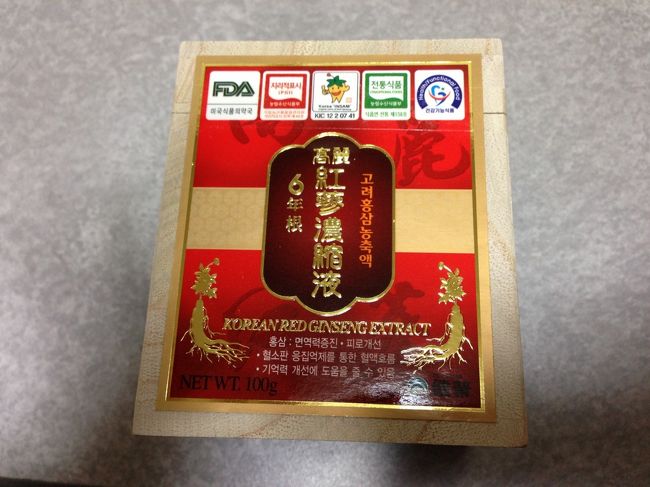 FDA
미국식품의약국
지리적표시
(PGI)
농림수산식품부
Korea INSAM
KIC 12 2 07 41
전통식품
농림수산식품부
Health Functional Food
건강기능식품
高麗
紅蔘濃縮液
6年根
고려홍삼농축액
KOREAN RED GINSENG EXTRACT
홍삼 : 면역력증진 · 피로개선
· 혈소판 응집억제를 통한 혈액흐름
· 기억력 개선에 도움을 줄 수 있음
NET WT. 100g